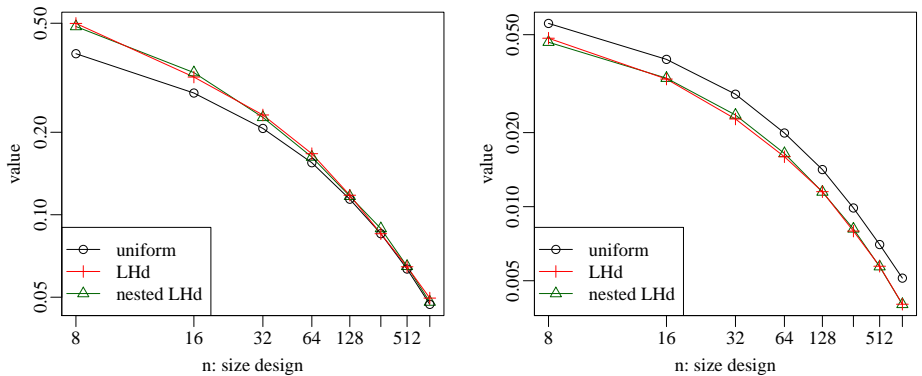 0.50
0.20
0.10
0.05
value
uniform
LHd
nested LHd
8 16 32 64 128 512
n: size design
0.050
0.020
0.010
0.005
value
uniform
LHd
nested LHd
8 16 32 64 128 512
n: size design